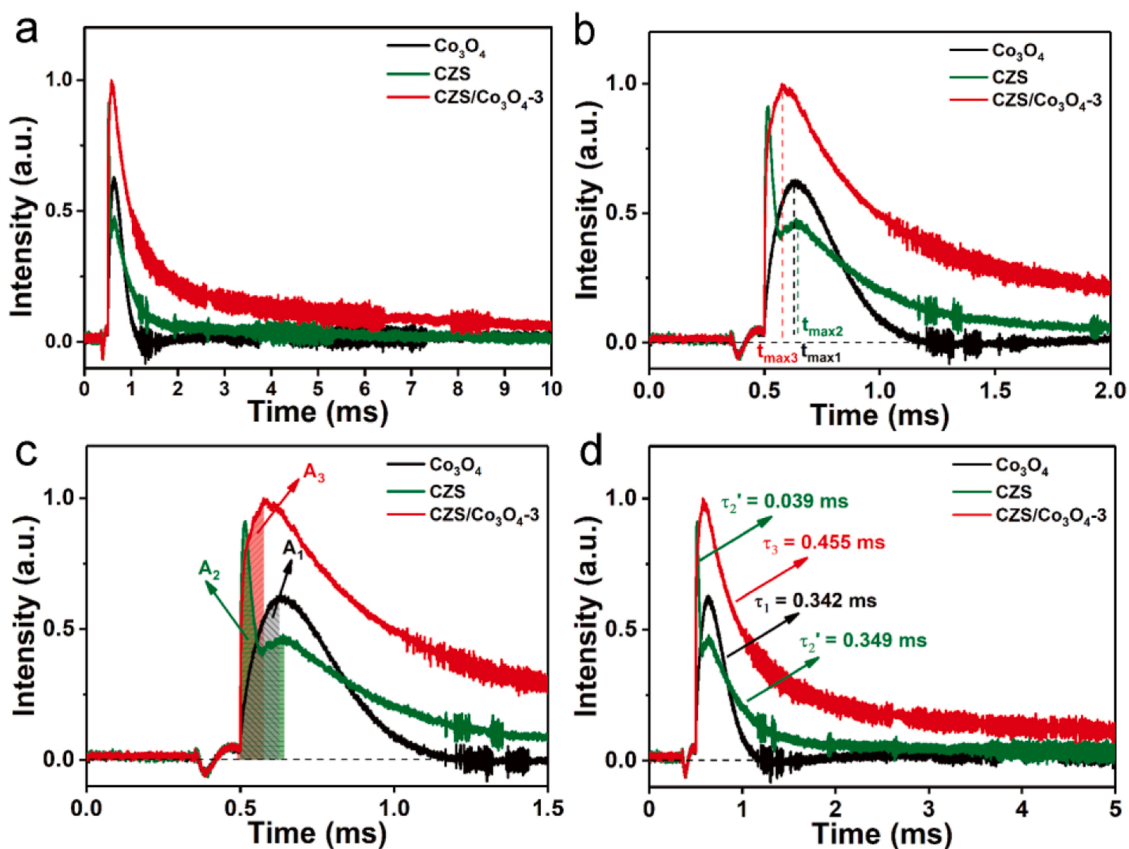 a
Co₃O₄
CZS
CZS/Co₃O₄-3
1.0
0.5
0.0
Intensity (a.u.)
0 1 2 3 4 5 6 7 8 9 10
Time (ms)
b
Co₃O₄
CZS
CZS/Co₃O₄-3
1.0
0.5
0.0
Intensity (a.u.)
tmax2
tmax3 tmax1
0.0 0.5 1.0 1.5 2.0
Time (ms)
c
Co₃O₄
CZS
CZS/Co₃O₄-3
A₃
A₁
A₂
1.0
0.5
0.0
Intensity (a.u.)
0.0 0.5 1.0 1.5
Time (ms)
d
Co₃O₄
CZS
CZS/Co₃O₄-3
τ₂' = 0.039 ms
τ₃ = 0.455 ms
τ₁ = 0.342 ms
τ₂' = 0.349 ms
1.0
0.5
0.0
Intensity (a.u.)
0 1 2 3 4 5
Time (ms)